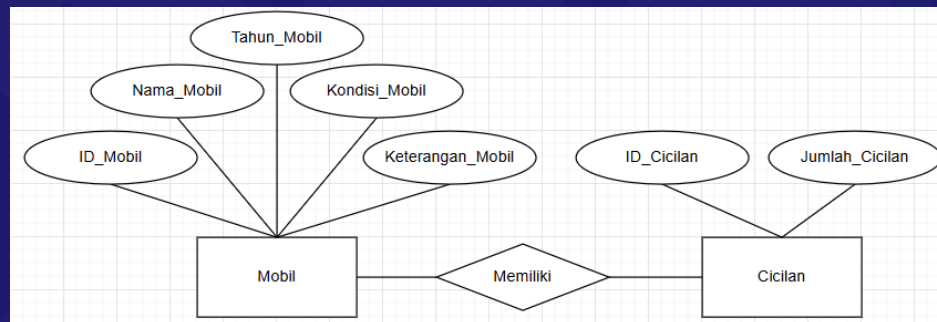 Tahun_Mobil
Nama_Mobil
Kondisi_Mobil
ID_Mobil
Keterangan_Mobil
ID_Cicilan
Jumlah_Cicilan
Mobil
Memiliki
Cicilan